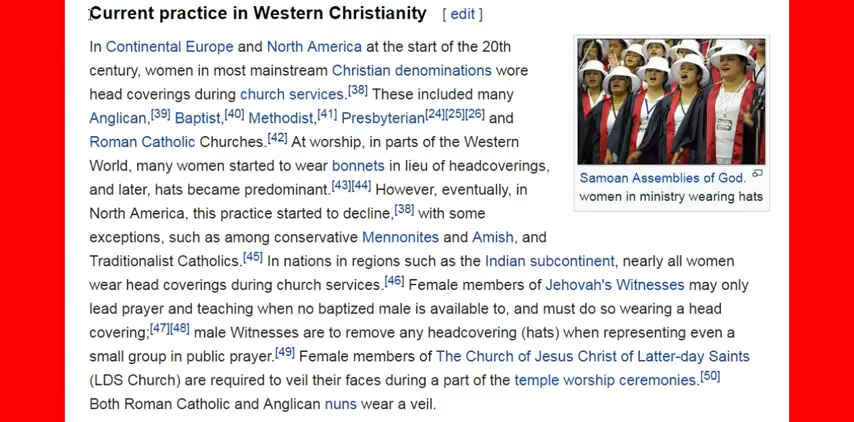 Current practice in Western Christianity [ edit ]
In Continental Europe and North America at the start of the 20th
century, women in most mainstream Christian denominations wore
head coverings during church services.[38] These included many
Anglican,[39] Baptist,[40] Methodist,[41] Presbyterian[24][25][26] and
Roman Catholic Churches.[42] At worship, in parts of the Western
World, many women started to wear bonnets in lieu of headcoverings,
and later, hats became predominant.[43][44] However, eventually, in
North America, this practice started to decline,[38] with some
exceptions, such as among conservative Mennonites and Amish, and
Traditionalist Catholics.[45] In nations in regions such as the Indian subcontinent, nearly all women
wear head coverings during church services.[46] Female members of Jehovah's Witnesses may only
lead prayer and teaching when no baptized male is available to, and must do so wearing a head
covering;[47][48] male Witnesses are to remove any headcovering (hats) when representing even a
small group in public prayer.[49] Female members of The Church of Jesus Christ of Latter-day Saints
(LDS Church) are required to veil their faces during a part of the temple worship ceremonies.[50]
Both Roman Catholic and Anglican nuns wear a veil.
Samoan Assemblies of God.
women in ministry wearing hats